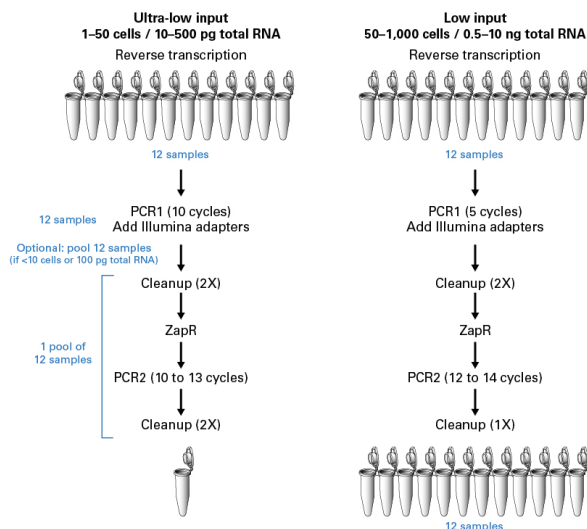 Ultra-low input
1–50 cells / 10–500 pg total RNA
Reverse transcription
12 samples
12 samples
PCR1 (10 cycles)
Add Illumina adapters
Optional: pool 12 samples
(if <10 cells or 100 pg total RNA)
Cleanup (2X)
ZapR
1 pool of
12 samples
PCR2 (10 to 13 cycles)
Cleanup (2X)
Low input
50–1,000 cells / 0.5–10 ng total RNA
Reverse transcription
12 samples
PCR1 (5 cycles)
Add Illumina adapters
Cleanup (2X)
ZapR
PCR2 (12 to 14 cycles)
Cleanup (1X)
12 samples